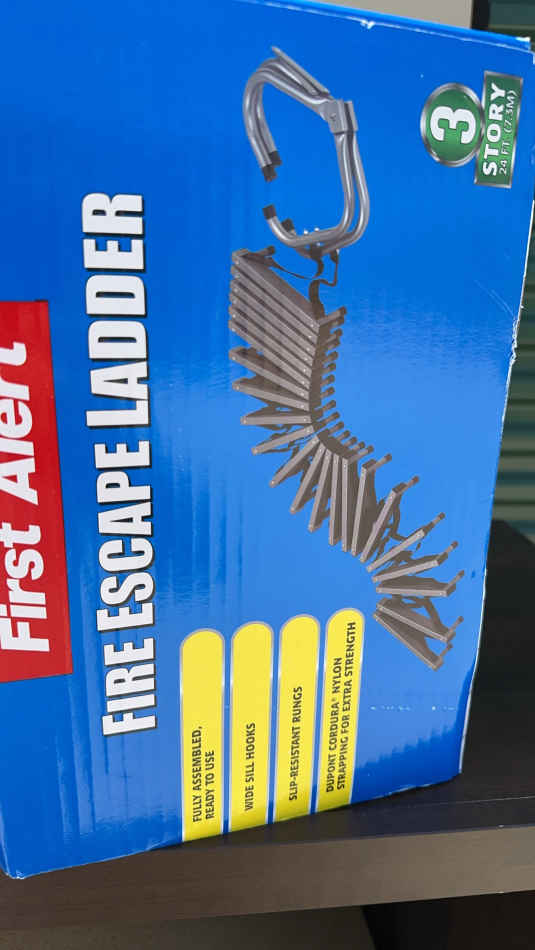 First Alert
FIRE ESCAPE LADDER
3
STORY
24 FT. (7.3M)
FULLY ASSEMBLED,
READY TO USE
WIDE SILL HOOKS
SLIP-RESISTANT RUNGS
DUPONT CORDURA® NYLON
STRAPPING FOR EXTRA STRENGTH